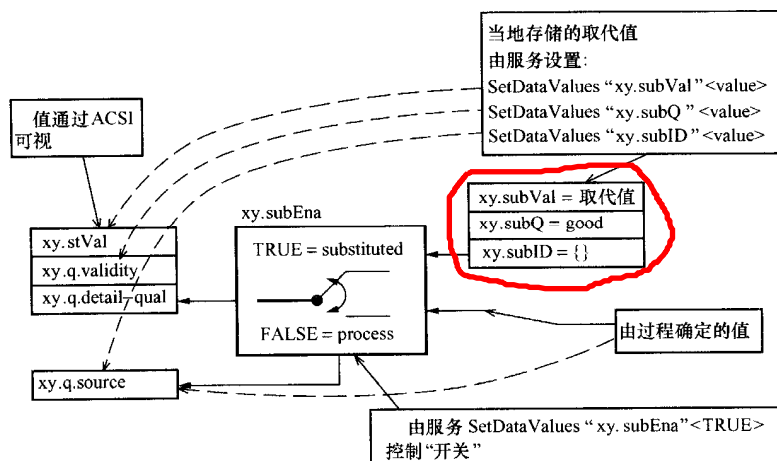 当地存储的取代值
由服务设置:
SetDataValues “xy.subVal”<value>
SetDataValues “xy.subQ”<value>
SetDataValues “xy.subID”<value>
值通过ACSI
可视
xy.subVal = 取代值
xy.subQ = good
xy.subID = {}
xy.subEna
TRUE = substituted
FALSE = process
xy.stVal
xy.q.validity
xy.q.detail-qual
xy.q.source
由过程确定的值
由服务 SetDataValues “xy. subEna”<TRUE>
控制“开关”